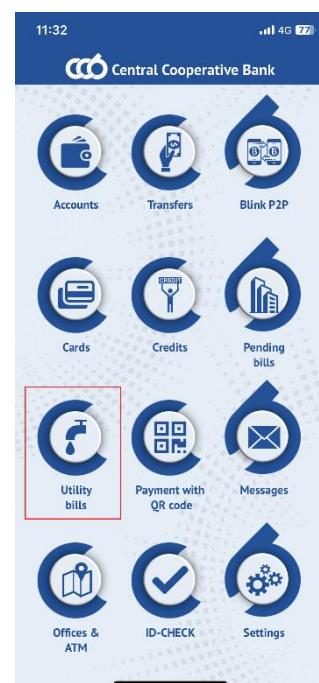 11:32
4G 77
Central Cooperative Bank
Accounts
Transfers
Blink P2P
Cards
CREDIT
Credits
Pending
bills
Utility
bills
Payment with
QR code
Messages
Offices &
ATM
ID-CHECK
Settings